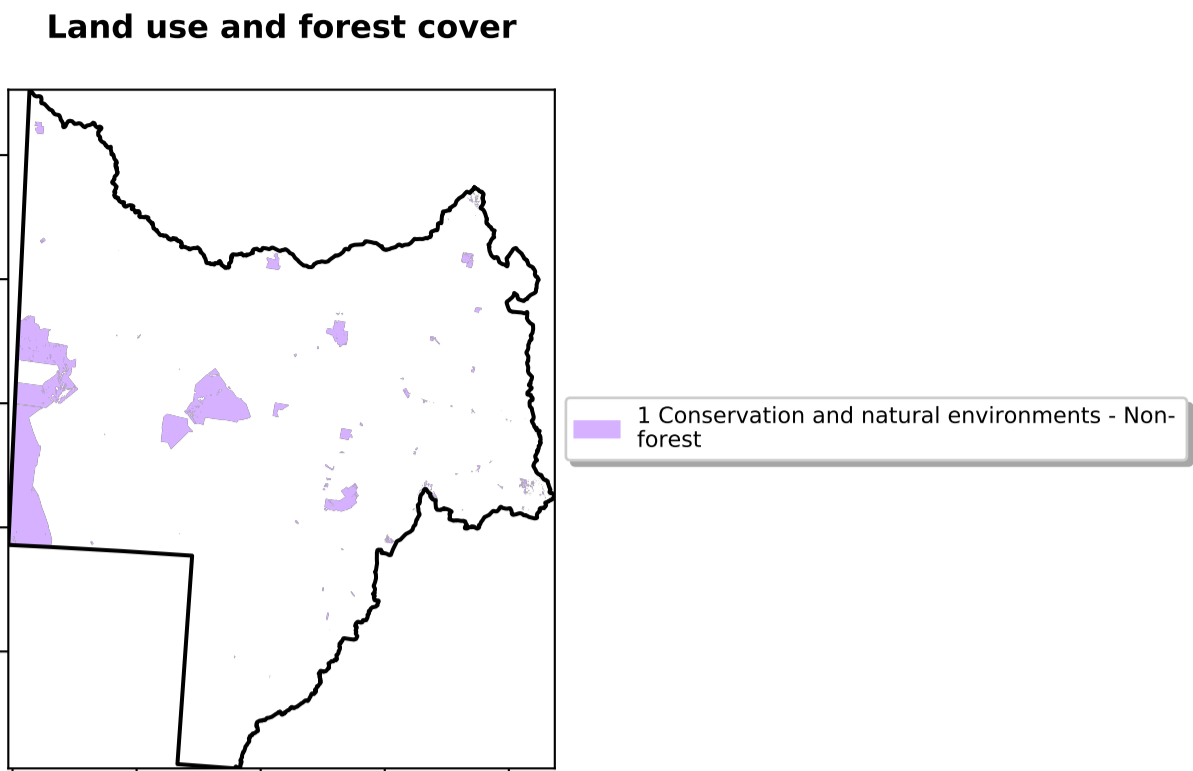 Land use and forest cover
1 Conservation and natural environments - Non-
forest